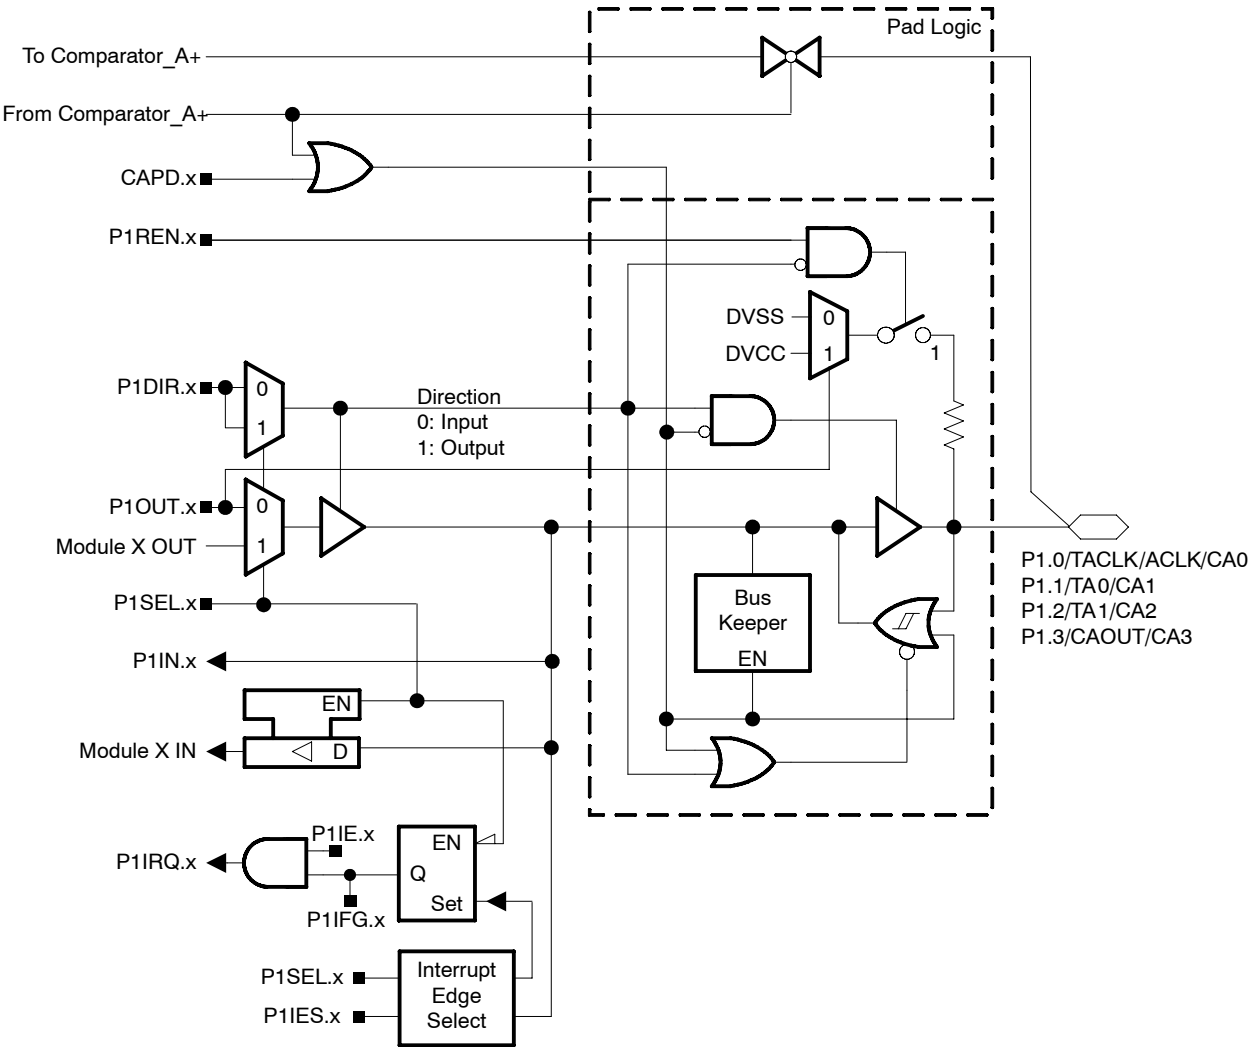 Pad Logic
To Comparator_A+
From Comparator_A+
CAPD.x
P1REN.x
DVSS
0
DVCC
1
1
P1DIR.x
0
1
Direction
0: Input
1: Output
P1OUT.x
0
Module X OUT
1
P1SEL.x
P1.0/TACLK/ACLK/CA0
P1.1/TA0/CA1
P1.2/TA1/CA2
P1.3/CAOUT/CA3
Bus
Keeper
EN
P1IN.x
EN
Module X IN
D
P1IE.x
P1IRQ.x
P1IFG.x
EN
Q
Set
P1SEL.x
P1IES.x
Interrupt
Edge
Select